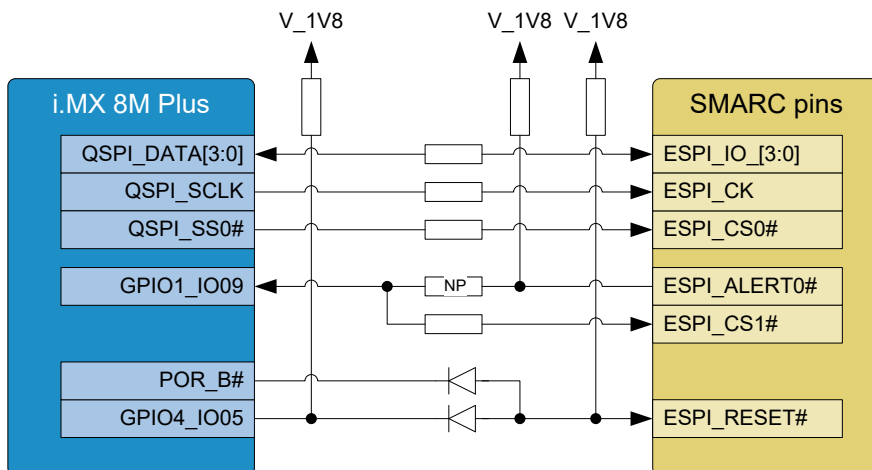 V_1V8 V_1V8 V_1V8
i.MX 8M Plus SMARC pins
QSPI_DATA[3:0] ESPI_IO_[3:0]
QSPI_SCLK ESPI_CK
QSPI_SS0# ESPI_CS0#
GPIO1_IO09 NP ESPI_ALERT0#
ESPI_CS1#
POR_B#
GPIO4_IO05 ESPI_RESET#